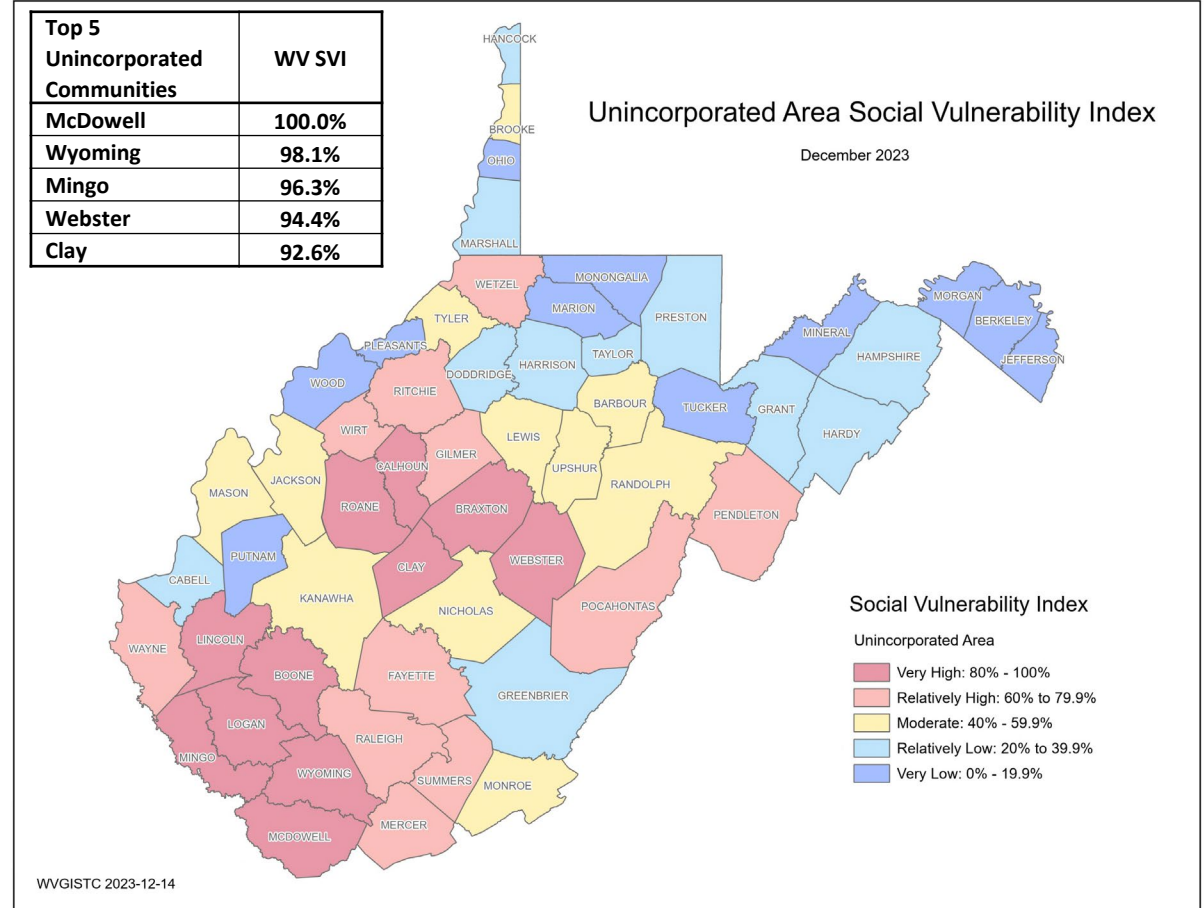 Top 5
Unincorporated
Communities
WV SVI
McDowell 100.0%
Wyoming 98.1%
Mingo 96.3%
Webster 94.4%
Clay 92.6%
Unincorporated Area Social Vulnerability Index
December 2023
HANCOCK
BROOKE
OHIO
MARSHALL
WETZEL
MONONGALIA
MARION
PRESTON
TYLER
PLEASANTS
WOOD
DODDRIDGE
HARRISON
TAYLOR
MINERAL
MORGAN
BERKELEY
JEFFERSON
HAMPSHIRE
RITCHIE
BARBOUR
TUCKER
GRANT
HARDY
WIRT
GILMER
LEWIS
UPSHUR
RANDOLPH
CALHOUN
JACKSON
MASON
ROANE
BRAXTON
PENDLETON
PUTNAM
CLAY
WEBSTER
CABELL
KANAWHA
NICHOLAS
POCAHONTAS
WAYNE
LINCOLN
BOONE
FAYETTE
GREENBRIER
LOGAN
RALEIGH
MINGO
WYOMING
SUMMERS
MONROE
MERCER
MCDOWELL
Social Vulnerability Index
Unincorporated Area
Very High: 80% - 100%
Relatively High: 60% to 79.9%
Moderate: 40% - 59.9%
Relatively Low: 20% to 39.9%
Very Low: 0% - 19.9%
WVGISTC 2023-12-14